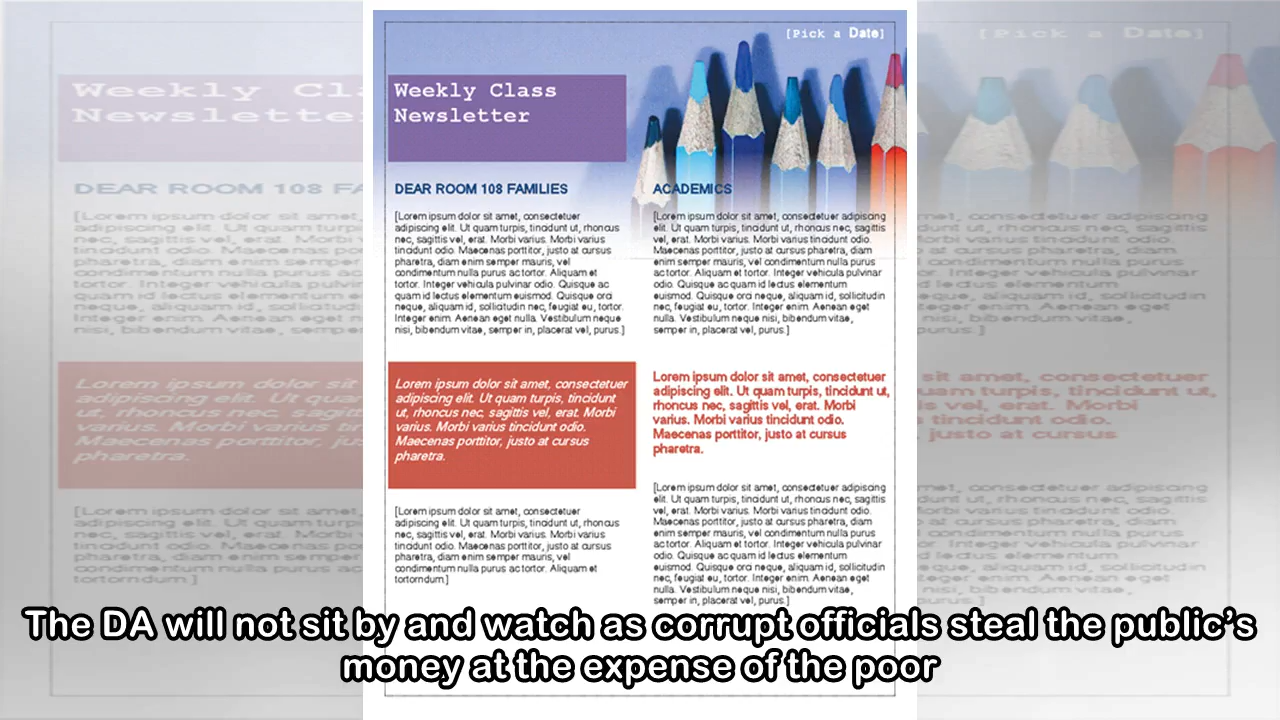 [Pick a Date]
Weekly Class
Newsletter
DEAR ROOM 108 FAMILIES
[Lorem ipsum dolor sit amet, consectetuer
adipiscing elit. Ut quam turpis, tincidunt ut, rhoncus
nec, sagittis vel, erat. Morbi varius. Morbi varius
tincidunt odio. Maecenas porttitor, justo at cursus
pharetra, diam enim semper mauris, vel
condimentum nulla purus ac tortor. Aliquam et
tortor. Integer vehicula pulvinar odio. Quisque ac
quam id lectus elementum euismod. Quisque orci
neque, aliquam id, sollicitudin nec, feugiat eu, tortor.
Integer enim. Aenean eget nulla. Vestibulum neque
nisi, bibendum vitae, semper in, placerat vel, purus.]
Lorem ipsum dolor sit amet, consectetuer
adipiscing elit. Ut quam turpis, tincidunt
ut, rhoncus nec, sagittis vel, erat. Morbi
varius. Morbi varius tincidunt odio.
Maecenas porttitor, justo at cursus
pharetra.
[Lorem ipsum dolor sit amet, consectetuer
adipiscing elit. Ut quam turpis, tincidunt ut, rhoncus
nec, sagittis vel, erat. Morbi varius. Morbi varius
tincidunt odio. Maecenas porttitor, justo at cursus
pharetra, diam enim semper mauris, vel
condimentum nulla purus ac tortor. Aliquam et
tortorrndum.]
ACADEMICS
[Lorem ipsum dolor sit amet, consectetuer adipiscing
elit. Ut quam turpis, tincidunt ut, rhoncus nec, sagittis
vel, erat. Morbi varius. Morbi varius tincidunt odio.
Maecenas porttitor, justo at cursus pharetra, diam
enim semper mauris, vel condimentum nulla purus
ac tortor. Aliquam et tortor. Integer vehicula pulvinar
odio. Quisque ac quam id lectus elementum
euismod. Quisque orci neque, aliquam id, sollicitudin
nec, feugiat eu, tortor. Integer enim. Aenean eget
nulla. Vestibulum neque nisi, bibendum vitae,
semper in, placerat vel, purus.]
Lorem ipsum dolor sit amet, consectetuer
adipiscing elit. Ut quam turpis, tincidunt ut,
rhoncus nec, sagittis vel, erat. Morbi
varius. Morbi varius tincidunt odio.
Maecenas porttitor, justo at cursus
pharetra.
[Lorem ipsum dolor sit amet, consectetuer adipiscing
elit. Ut quam turpis, tincidunt ut, rhoncus nec, sagittis
vel, erat. Morbi varius. Morbi varius tincidunt odio.
Maecenas porttitor, justo at cursus pharetra, diam
enim semper mauris, vel condimentum nulla purus
ac tortor. Aliquam et tortor. Integer vehicula pulvinar
odio. Quisque ac quam id lectus elementum
euismod. Quisque orci neque, aliquam id, sollicitudin
nec, feugiat eu, tortor. Integer enim. Aenean eget
nulla. Vestibulum neque nisi, bibendum vitae,
semper in, placerat vel, purus.]
The DA will not sit by and watch as corrupt officials steal the public's
money at the expense of the poor